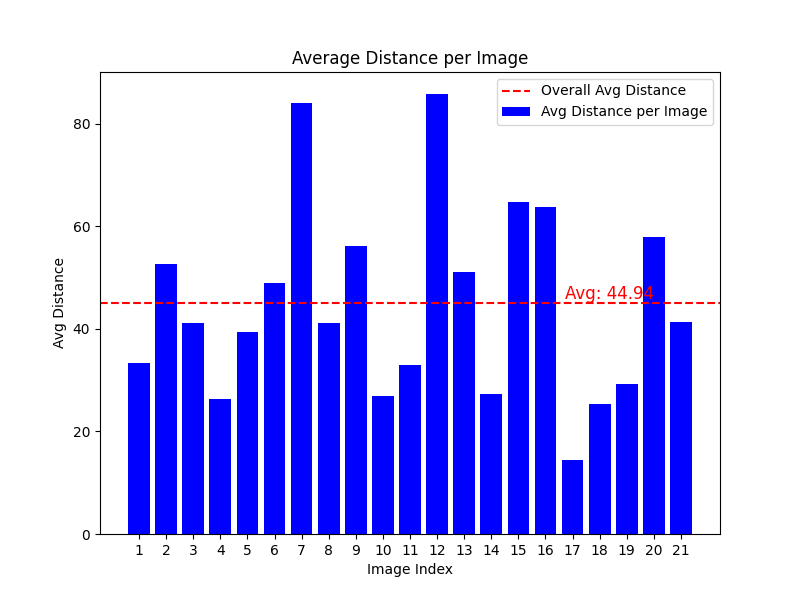 Average Distance per Image
Overall Avg Distance
Avg Distance per Image
Avg Distance
80
60
40
20
0
Avg: 44.94
1 2 3 4 5 6 7 8 9 10 11 12 13 14 15 16 17 18 19 20 21
Image Index